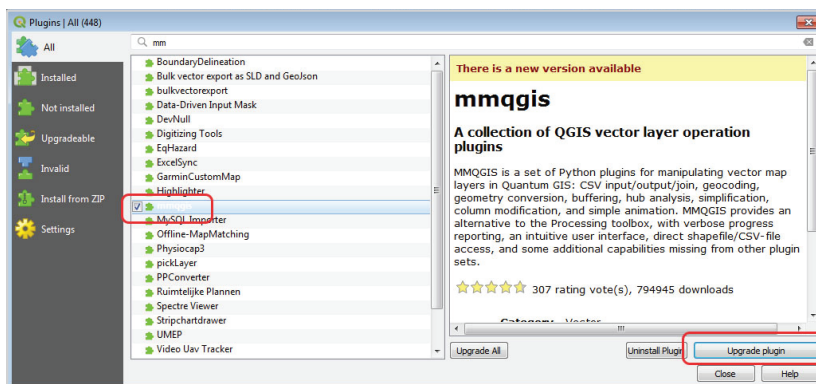 Plugins | All (448)
All
Installed
Not installed
Upgradeable
Invalid
Install from ZIP
Settings
mm
BoundaryDelineation
Bulk vector export as SLD and GeoJson
bulkvectorexport
Data-Driven Input Mask
DevNull
Digitizing Tools
EqHazard
ExcelSync
GarminCustomMap
Highlighter
mmqgis
MySQL Importer
Offline-MapMatching
Physiocap3
pickLayer
PPConverter
Ruimtelijke Plannen
Spectre Viewer
Stripchartdrawer
UMEP
Video Uav Tracker
There is a new version available
mmqgis
A collection of QGIS vector layer operation
plugins
MMQGIS is a set of Python plugins for manipulating vector map
layers in Quantum GIS: CSV input/output/join, geocoding,
geometry conversion, buffering, hub analysis, simplification,
column modification, and simple animation. MMQGIS provides an
alternative to the Processing toolbox, with verbose progress
reporting, an intuitive user interface, direct shapefile/CSV-file
access, and some additional capabilities missing from other plugin
sets.
307 rating vote(s), 794945 downloads
Category Vector
Upgrade All
Uninstall Plugin
Upgrade plugin
Close
Help